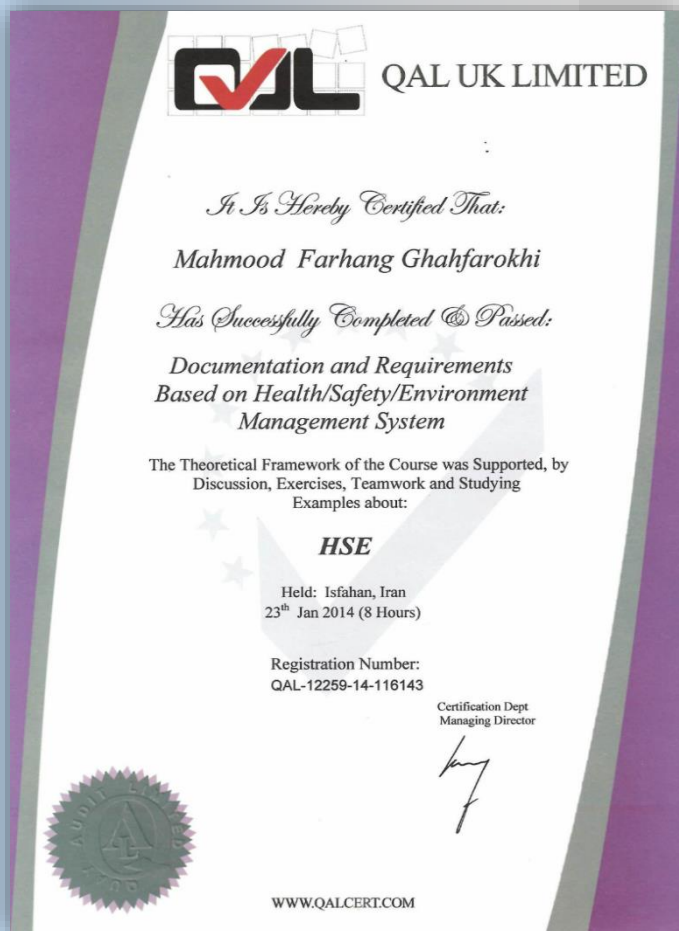 QAL
QAL UK LIMITED
It Is Hereby Certified That:
Mahmood Farhang Ghahfarokhi
Has Successfully Completed & Passed:
Documentation and Requirements
Based on Health/Safety/Environment
Management System
The Theoretical Framework of the Course was Supported, by
Discussion, Exercises, Teamwork and Studying
Examples about:
HSE
Held: Isfahan, Iran
23th Jan 2014 (8 Hours)
Registration Number:
QAL-12259-14-116143
Certification Dept
Managing Director
AUDIT LIMITED
WWW.QALCERT.COM